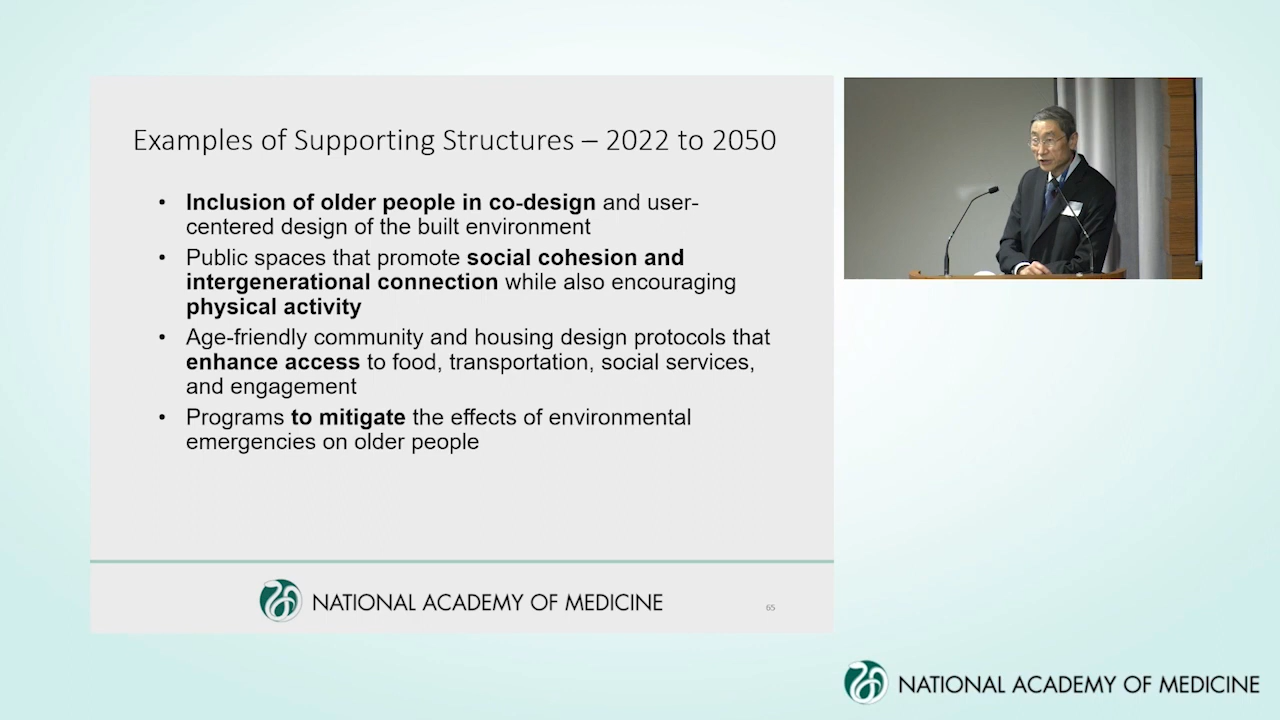 Examples of Supporting Structures – 2022 to 2050
• Inclusion of older people in co-design and user-
centered design of the built environment
• Public spaces that promote social cohesion and
intergenerational connection while also encouraging
physical activity
• Age-friendly community and housing design protocols that
enhance access to food, transportation, social services,
and engagement
• Programs to mitigate the effects of environmental
emergencies on older people
NATIONAL ACADEMY OF MEDICINE
65
NATIONAL ACADEMY OF MEDICINE